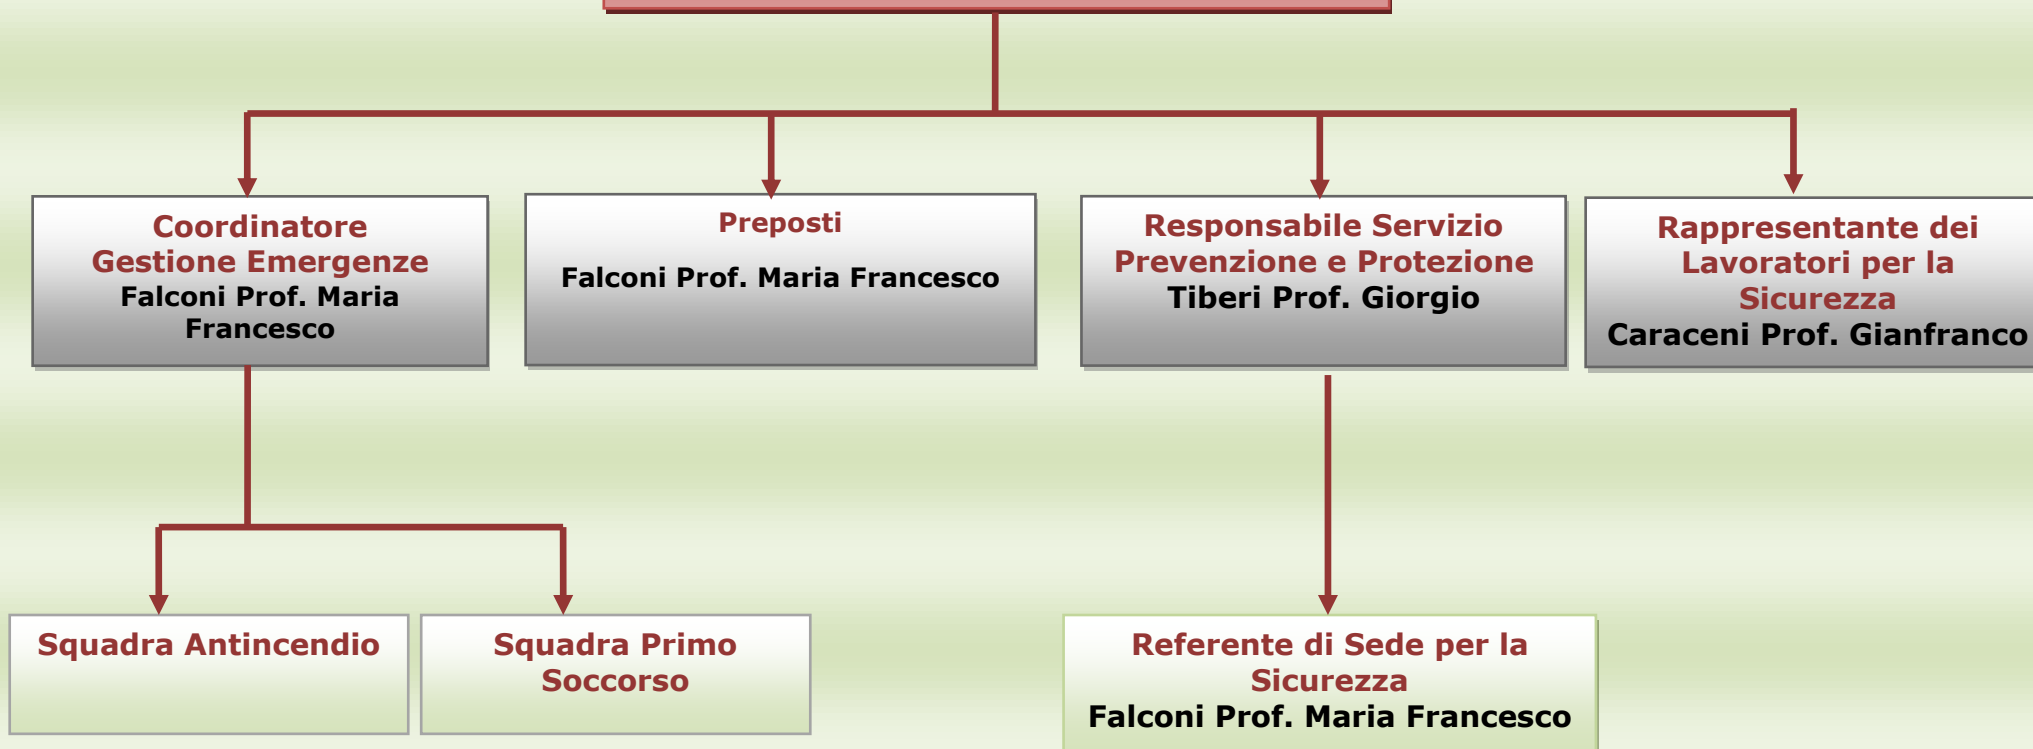 Coordinatore
Gestione Emergenze
Falconi Prof. Maria
Francesco
Preposti
Falconi Prof. Maria Francesco
Responsabile Servizio
Prevenzione e Protezione
Tiberi Prof. Giorgio
Rappresentante dei
Lavoratori per la
Sicurezza
Caraceni Prof. Gianfranco
Squadra Antincendio
Squadra Primo
Soccorso
Referente di Sede per la
Sicurezza
Falconi Prof. Maria Francesco